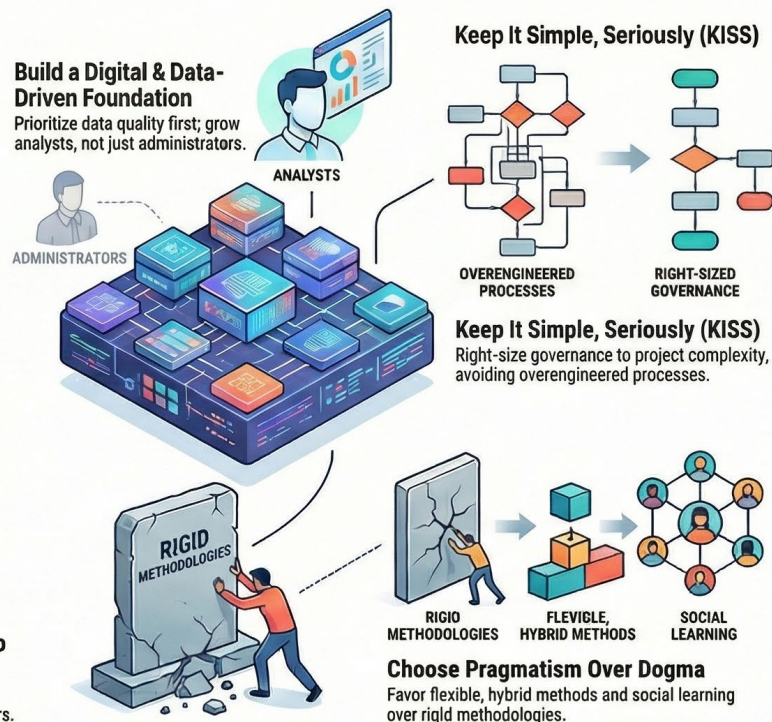 Build a Digital & Data-
Driven Foundation
Prioritize data quality first; grow
analysts, not just administrators.
ANALYSTS
ADMINISTRATORS
Keep It Simple, Seriously (KISS)
OVERENGINEERED
PROCESSES
RIGHT-SIZED
GOVERNANCE
Keep It Simple, Seriously (KISS)
Right-size governance to project complexity,
avoiding overengineered processes.
RIGID
METHODOLOGIES
RIGIO
METHODOLOGIES
FLEVIGLE,
HYBRID METHODS
SOCIAL
LEARNING
Choose Pragmatism Over Dogma
Favor flexible, hybrid methods and social learning
over rigld methodologies.